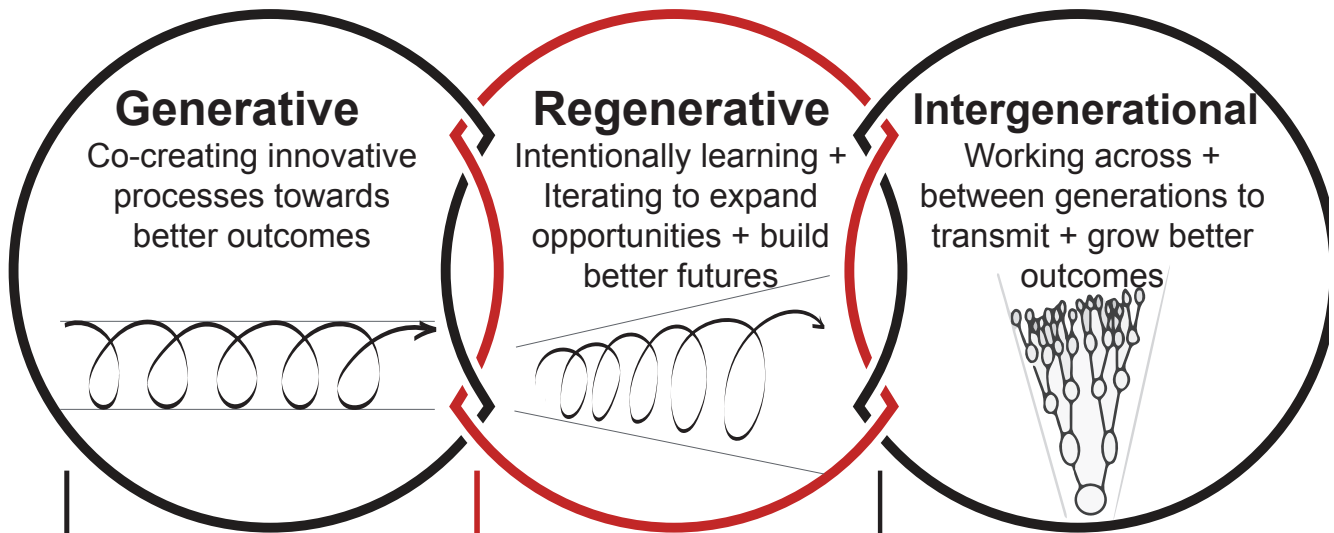 Generative
Co-creating innovative
processes towards
better outcomes
Regenerative
Intentionally learning +
Iterating to expand
opportunities + build
better futures
Intergenerational
Working across +
between generations to
transmit + grow better
outcomes